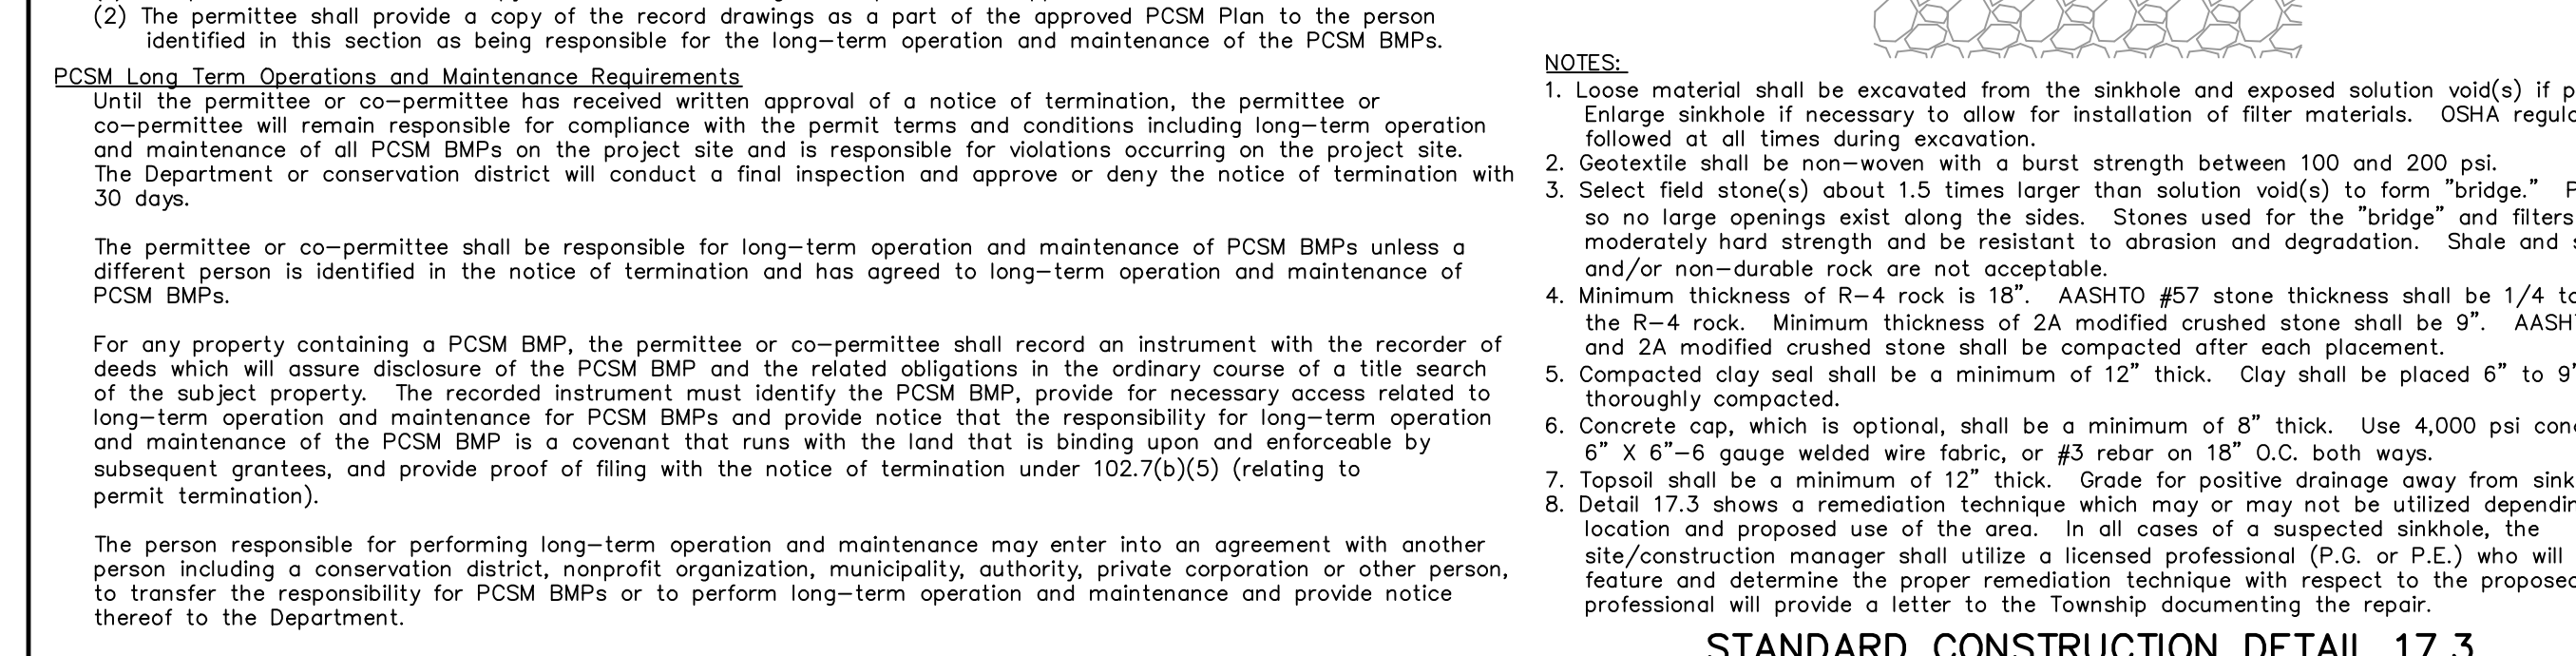 (2) The permittee shall provide a copy of the record drawings as a part of the approved PCSM Plan to the person
identified in this section as being responsible for the long-term operation and maintenance of the PCSM BMPs.
PCSM Long Term Operations and Maintenance Requirements
Until the permittee or co-permittee has received written approval of a notice of termination, the permittee or
co-permittee will remain responsible for compliance with the permit terms and conditions including long-term operation
and maintenance of all PCSM BMPs on the project site and is responsible for violations occurring on the project site.
The Department or conservation district will conduct a final inspection and approve or deny the notice of termination with
30 days.
The permittee or co-permittee shall be responsible for long-term operation and maintenance of PCSM BMPs unless a
different person is identified in the notice of termination and has agreed to long-term operation and maintenance of
PCSM BMPs.
For any property containing a PCSM BMP, the permittee or co-permittee shall record an instrument with the recorder of
deeds which will assure disclosure of the PCSM BMP and the related obligations in the ordinary course of a title search
of the subject property. The recorded instrument must identify the PCSM BMP, provide for necessary access related to
long-term operation and maintenance for PCSM BMPs and provide notice that the responsibility for long-term operation
and maintenance of the PCSM BMP is a covenant that runs with the land that is binding upon and enforceable by
subsequent grantees, and provide proof of filing with the notice of termination under 102.7(b)(5) (relating to
permit termination).
The person responsible for performing long-term operation and maintenance may enter into an agreement with another
person including a conservation district, nonprofit organization, municipality, authority, private corporation or other person,
to transfer the responsibility for PCSM BMPs or to perform long-term operation and maintenance and provide notice
thereof to the Department.
NOTES:
1. Loose material shall be excavated from the sinkhole and exposed solution void(s) if
Enlarge sinkhole if necessary to allow for installation of filter materials. OSHA
followed at all times during excavation.
2. Geotextile shall be non-woven with a burst strength between 100 and 200 psi.
3. Select field stone(s) about 1.5 times larger than solution void(s) to form "bridge."
so no large openings exist along the sides. Stones used for the "bridge" and filters
moderately hard strength and be resistant to abrasion and degradation. Shale and
and/or non-durable rock are not acceptable.
4. Minimum thickness of R-4 rock is 18". AASHTO #57 stone thickness shall be 1/4
the R-4 rock. Minimum thickness of 2A modified crushed stone shall be 9".
and 2A modified crushed stone shall be compacted after each placement.
5. Compacted clay seal shall be a minimum of 12" thick. Clay shall be placed 6" to 9"
thoroughly compacted.
6. Concrete cap, which is optional, shall be a minimum of 8" thick. Use 4,000 psi
6" X 6"-6 gauge welded wire fabric, or #3 rebar on 18" O.C. both ways.
7. Topsoil shall be a minimum of 12" thick. Grade for positive drainage away from
8. Detail 17.3 shows a remediation technique which may or may not be utilized
location and proposed use of the area. In all cases of a suspected sinkhole, the
site/construction manager shall utilize a licensed professional (P.G. or P.E.) who will
feature and determine the proper remediation technique with respect to the
professional will provide a letter to the Township documenting the repair.
STANDARD CONSTRUCTION DETAIL 17.3